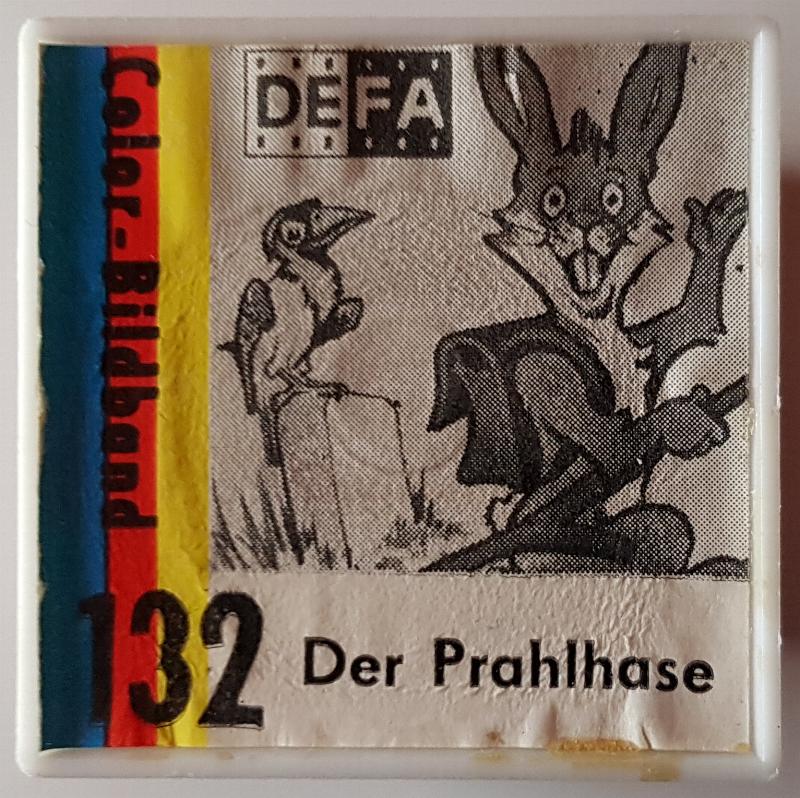 DEFA
Color-Bildband
132
Der Prahlhase